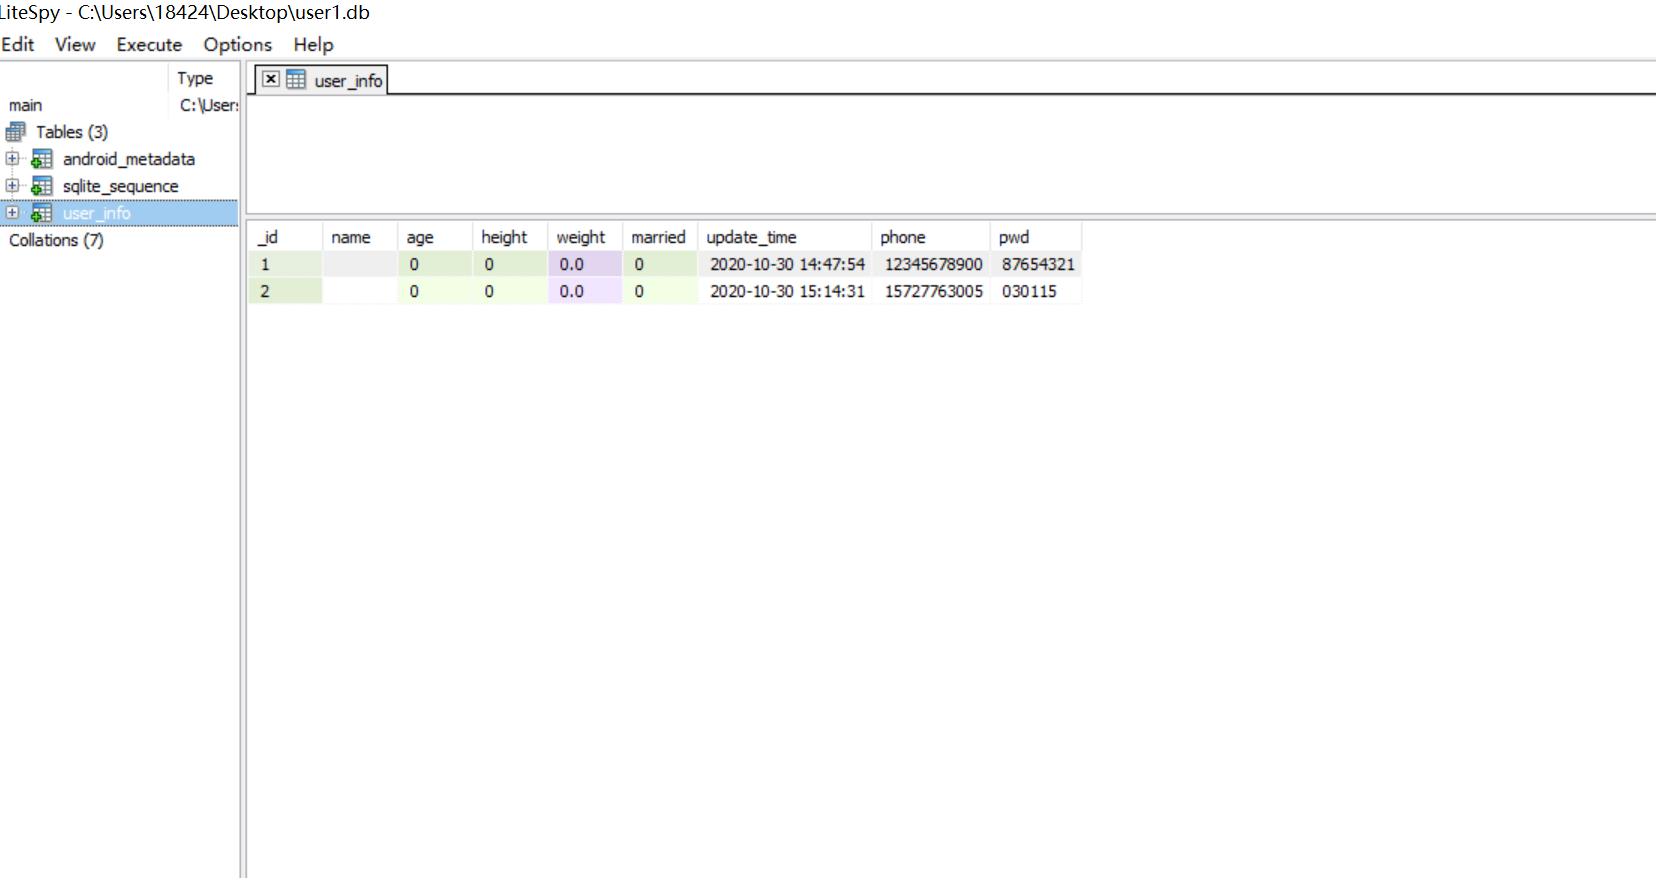 LiteSpy - C:\Users\18424\Desktop\user1.db
Edit View Execute Options Help
Type
main C:\Users
Tables (3)
android_metadata
sqlite_sequence
user_info
Collations (7)
user_info
_id name age height weight married update_time phone pwd
1 0 0 0.0 0 2020-10-30 14:47:54 12345678900 87654321
2 0 0 0.0 0 2020-10-30 15:14:31 15727763005 030115